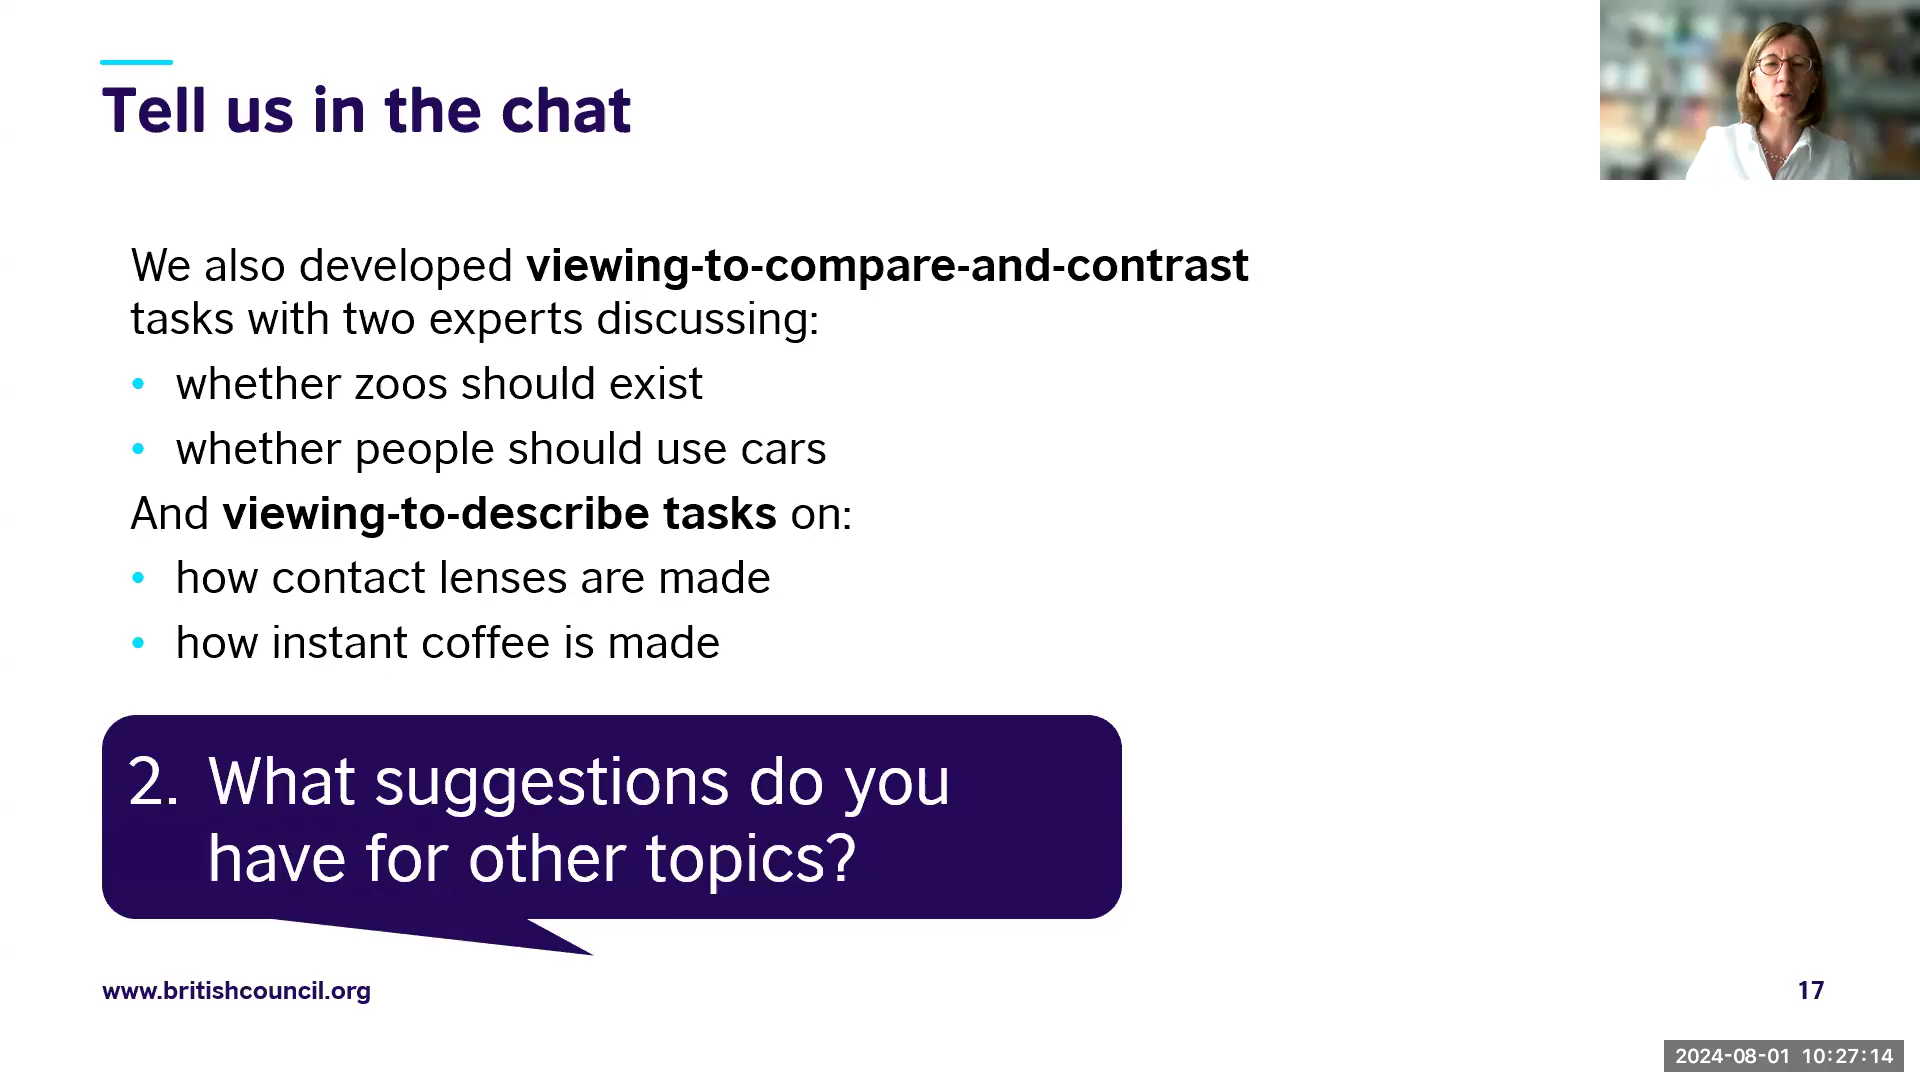 Tell us in the chat
We also developed viewing-to-compare-and-contrast
tasks with two experts discussing:
• whether zoos should exist
• whether people should use cars
And viewing-to-describe tasks on:
• how contact lenses are made
• how instant coffee is made
2. What suggestions do you
have for other topics?
www.britishcouncil.org
17
2024-08-01 10:27:14